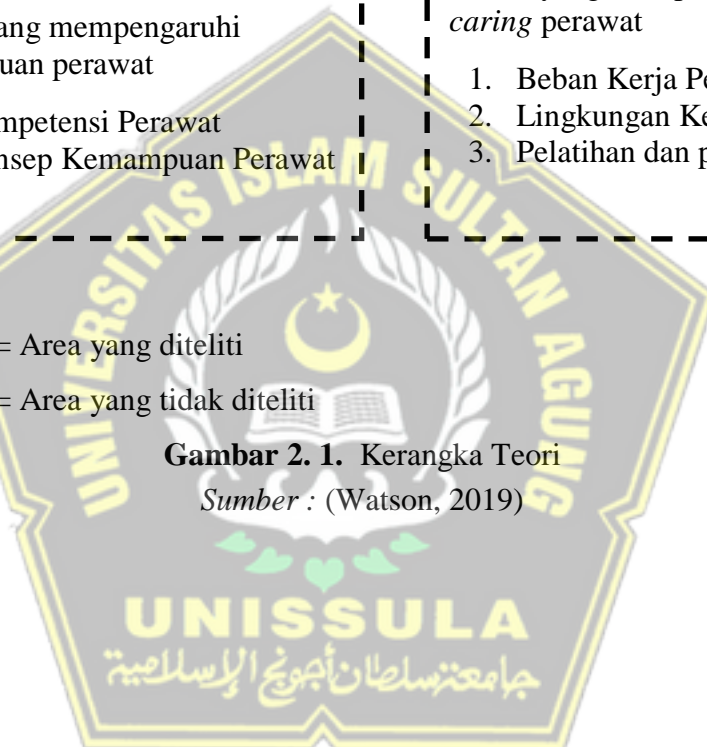 ang mempengaruhi
uan perawat
mpetensi Perawat
nsep Kemampuan Perawat
caring perawat
1. Beban Kerja Pe
2. Lingkungan Ke
3. Pelatihan dan p
= Area yang diteliti
= Area yang tidak diteliti
Gambar 2. 1. Kerangka Teori
Sumber : (Watson, 2019)
UNIVERSITAS ISLAM SULTAN AGUNG
UNISSULA
جامعنسلطان أجونج الإسلامية